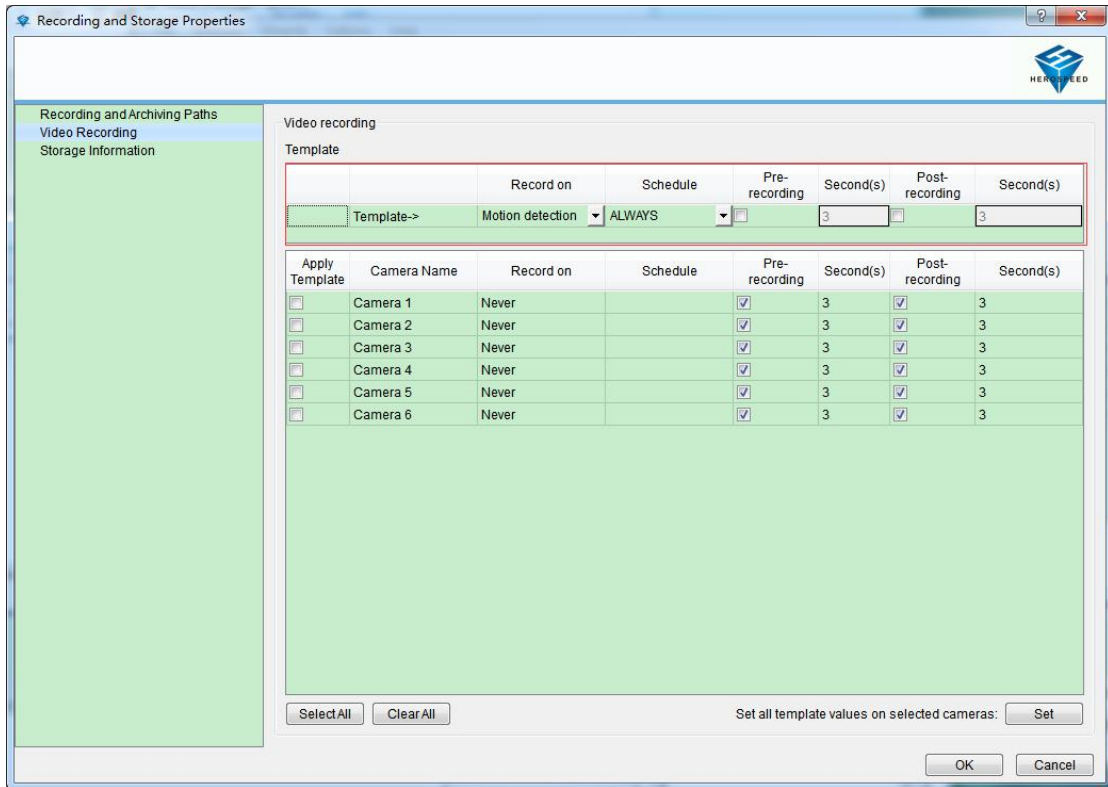 Recording and Storage Properties
HEROSPEED
Recording and Archiving Paths
Video Recording
Storage Information
Video recording
Template
Record on Schedule Pre-recording Second(s) Post-recording Second(s)
Template-> Motion detection ALWAYS 3 3
Apply Template Camera Name Record on Schedule Pre-recording Second(s) Post-recording Second(s)
Camera 1 Never 3 3
Camera 2 Never 3 3
Camera 3 Never 3 3
Camera 4 Never 3 3
Camera 5 Never 3 3
Camera 6 Never 3 3
Select All Clear All Set all template values on selected cameras: Set
OK Cancel